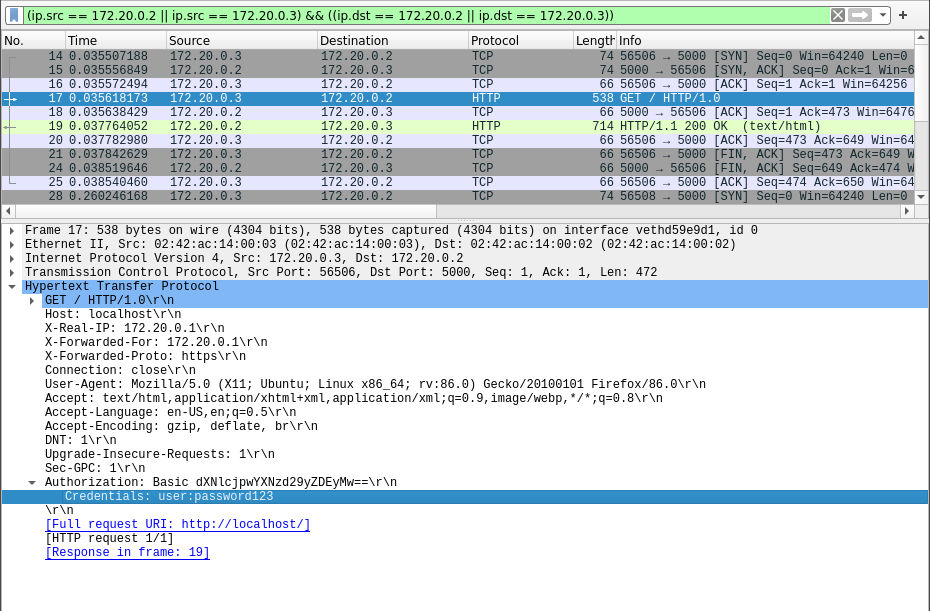 (ip.src == 172.20.0.2 || ip.src == 172.20.0.3) && ((ip.dst == 172.20.0.2 || ip.dst == 172.20.0.3))
No. Time Source Destination Protocol Length Info
14 0.035507188 172.20.0.3 172.20.0.2 TCP 74 56506 → 5000 [SYN] Seq=0 Win=64240 Len=0
15 0.035556849 172.20.0.2 172.20.0.3 TCP 74 5000 → 56506 [SYN, ACK] Seq=0 Ack=1 Win=6
16 0.035572494 172.20.0.3 172.20.0.2 TCP 66 56506 → 5000 [ACK] Seq=1 Ack=1 Win=64256
17 0.035618173 172.20.0.3 172.20.0.2 HTTP 538 GET / HTTP/1.0
18 0.035638429 172.20.0.2 172.20.0.3 TCP 66 5000 → 56506 [ACK] Seq=1 Ack=473 Win=6476
19 0.037764052 172.20.0.2 172.20.0.3 HTTP 714 HTTP/1.1 200 OK (text/html)
20 0.037782980 172.20.0.3 172.20.0.2 TCP 66 56506 → 5000 [ACK] Seq=473 Ack=649 Win=64
21 0.037842629 172.20.0.3 172.20.0.2 TCP 66 56506 → 5000 [FIN, ACK] Seq=473 Ack=649 W
24 0.038519646 172.20.0.2 172.20.0.3 TCP 66 5000 → 56506 [FIN, ACK] Seq=649 Ack=474 W
25 0.038540460 172.20.0.3 172.20.0.2 TCP 66 56506 → 5000 [ACK] Seq=474 Ack=650 Win=64
28 0.260246168 172.20.0.3 172.20.0.2 TCP 74 56508 → 5000 [SYN] Seq=0 Win=64240 Len=0
Frame 17: 538 bytes on wire (4304 bits), 538 bytes captured (4304 bits) on interface vethd59e9d1, id 0
Ethernet II, Src: 02:42:ac:14:00:03 (02:42:ac:14:00:03), Dst: 02:42:ac:14:00:02 (02:42:ac:14:00:02)
Internet Protocol Version 4, Src: 172.20.0.3, Dst: 172.20.0.2
Transmission Control Protocol, Src Port: 56506, Dst Port: 5000, Seq: 1, Ack: 1, Len: 472
Hypertext Transfer Protocol
GET / HTTP/1.0\r\n
Host: localhost\r\n
X-Real-IP: 172.20.0.1\r\n
X-Forwarded-For: 172.20.0.1\r\n
X-Forwarded-Proto: https\r\n
Connection: close\r\n
User-Agent: Mozilla/5.0 (X11; Ubuntu; Linux x86_64; rv:86.0) Gecko/20100101 Firefox/86.0\r\n
Accept: text/html,application/xhtml+xml,application/xml;q=0.9,image/webp,*/*;q=0.8\r\n
Accept-Language: en-US,en;q=0.5\r\n
Accept-Encoding: gzip, deflate, br\r\n
DNT: 1\r\n
Upgrade-Insecure-Requests: 1\r\n
Sec-GPC: 1\r\n
Authorization: Basic dXNlcjpwYXNzd29yZDEyMw==\r\n
Credentials: user:password123
\r\n
[Full request URI: http://localhost/]
[HTTP request 1/1]
[Response in frame: 19]